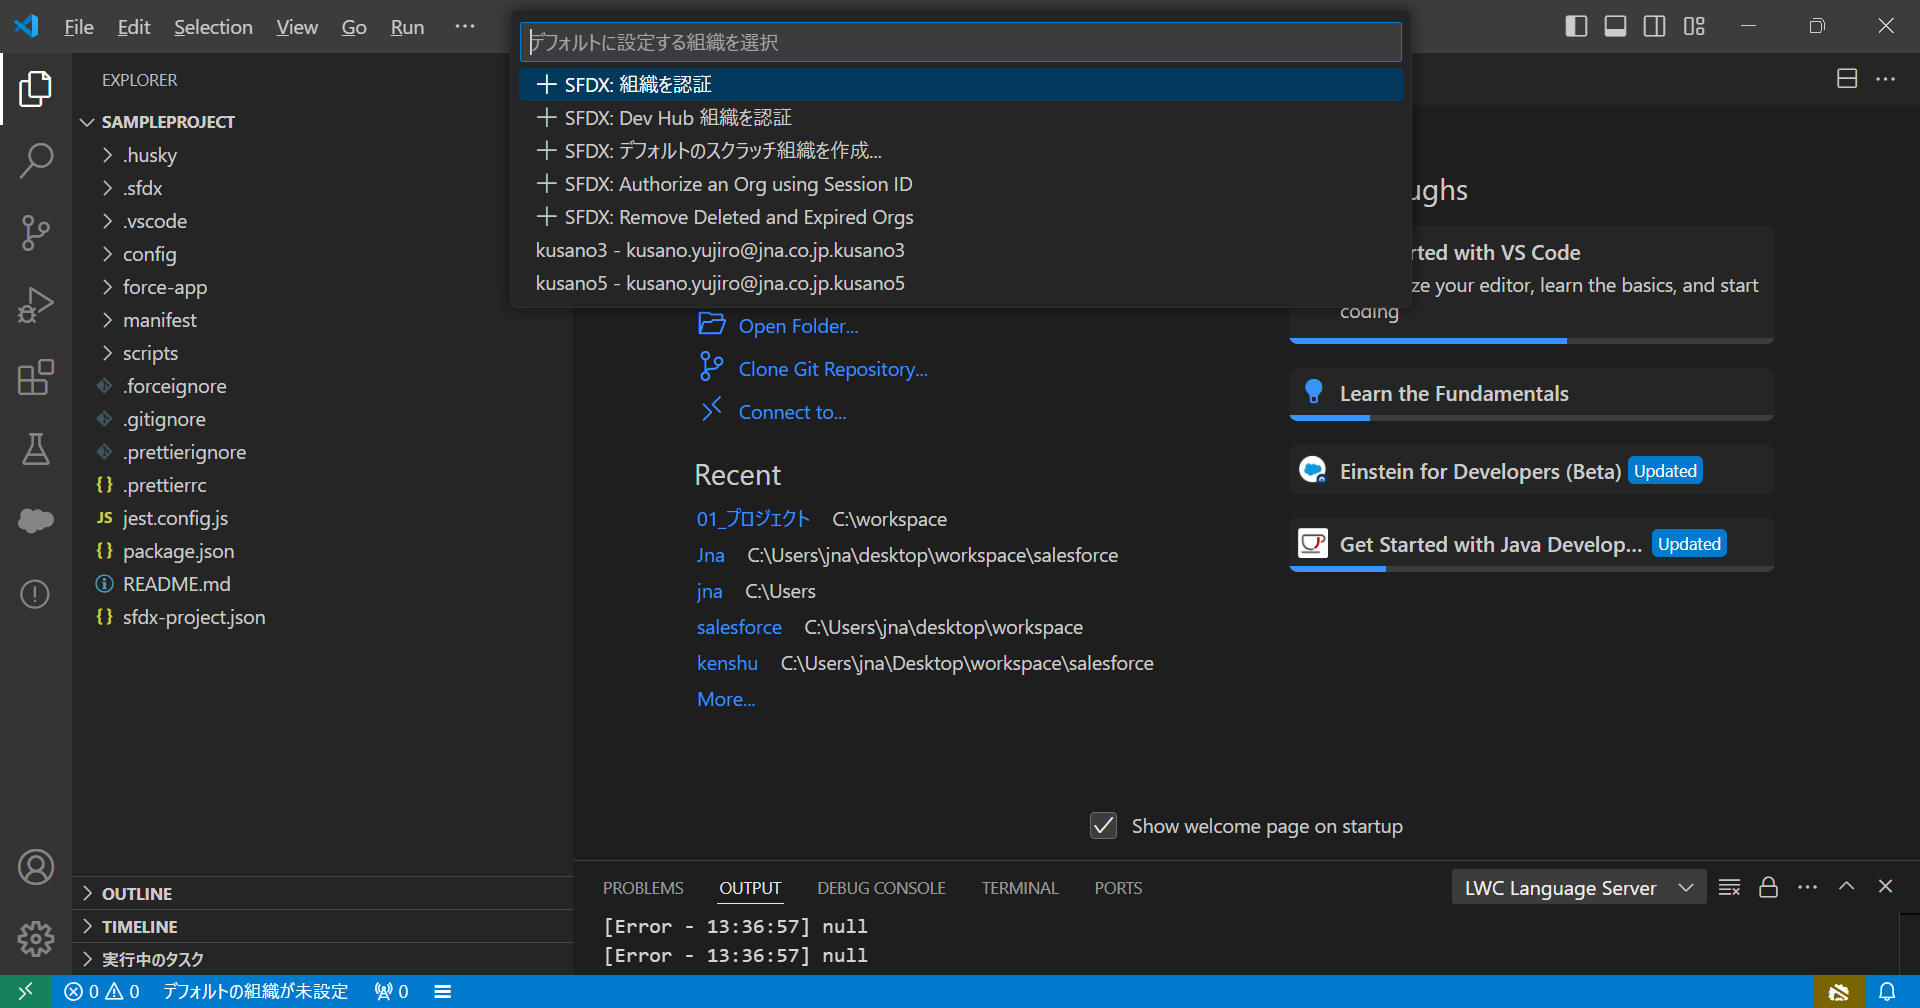 File Edit Selection View Go Run ...
デフォルトに設定する組織を選択
SFDX: 組織を認証
SFDX: Dev Hub 組織を認証
SFDX: デフォルトのスクラッチ組織を作成...
SFDX: Authorize an Org using Session ID
SFDX: Remove Deleted and Expired Orgs
kusano3 - kusano.yujiro@jna.co.jp.kusano3
kusano5 - kusano.yujiro@jna.co.jp.kusano5
EXPLORER
SAMPLEPROJECT
.husky
.sfdx
.vscode
config
force-app
manifest
scripts
.forceignore
.gitignore
.prettierignore
{} .prettierrc
JS jest.config.js
{} package.json
README.md
{} sfdx-project.json
OUTLINE
TIMELINE
実行中のタスク
Open Folder...
Clone Git Repository...
Connect to...
Recent
01_プロジェクト C:\workspace
Jna C:\Users\jna\desktop\workspace\salesforce
jna C:\Users
salesforce C:\Users\jna\desktop\workspace
kenshu C:\Users\jna\Desktop\workspace\salesforce
More...
ughs
rted with VS Code
ze your editor, learn the basics, and start
coding
Learn the Fundamentals
Einstein for Developers (Beta) Updated
Get Started with Java Develop... Updated
Show welcome page on startup
PROBLEMS OUTPUT DEBUG CONSOLE TERMINAL PORTS LWC Language Server
[Error - 13:36:57] null
[Error - 13:36:57] null
0 0 デフォルトの組織が未設定 0